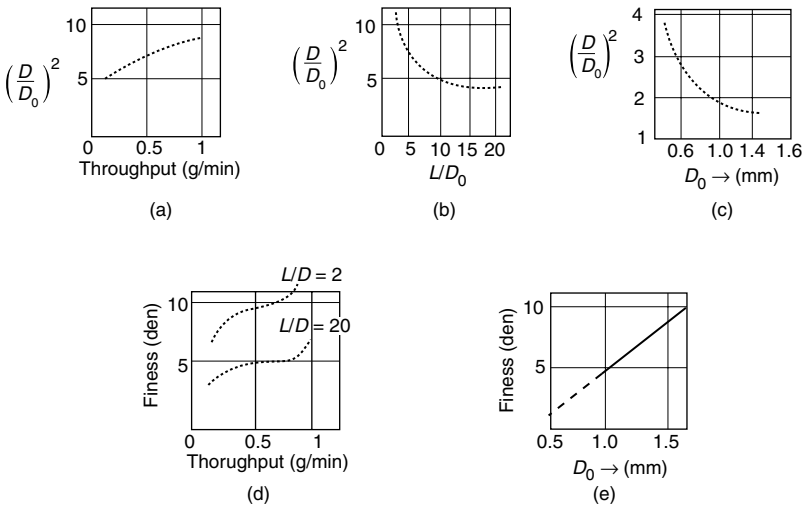 10
5
0
0.5
1
(D/D0)^2
Throughput (g/min)
(a)
10
5
0
5
10
15
20
(D/D0)^2
L/D0
(b)
4
3
2
1
0.6
1.0
1.4
1.6
(D/D0)^2
D0 → (mm)
(c)
L/D = 2
L/D = 20
10
5
0
0.5
1
Finess (den)
Thorughput (g/min)
(d)
10
5
0.5
1.0
1.5
Finess (den)
D0 → (mm)
(e)